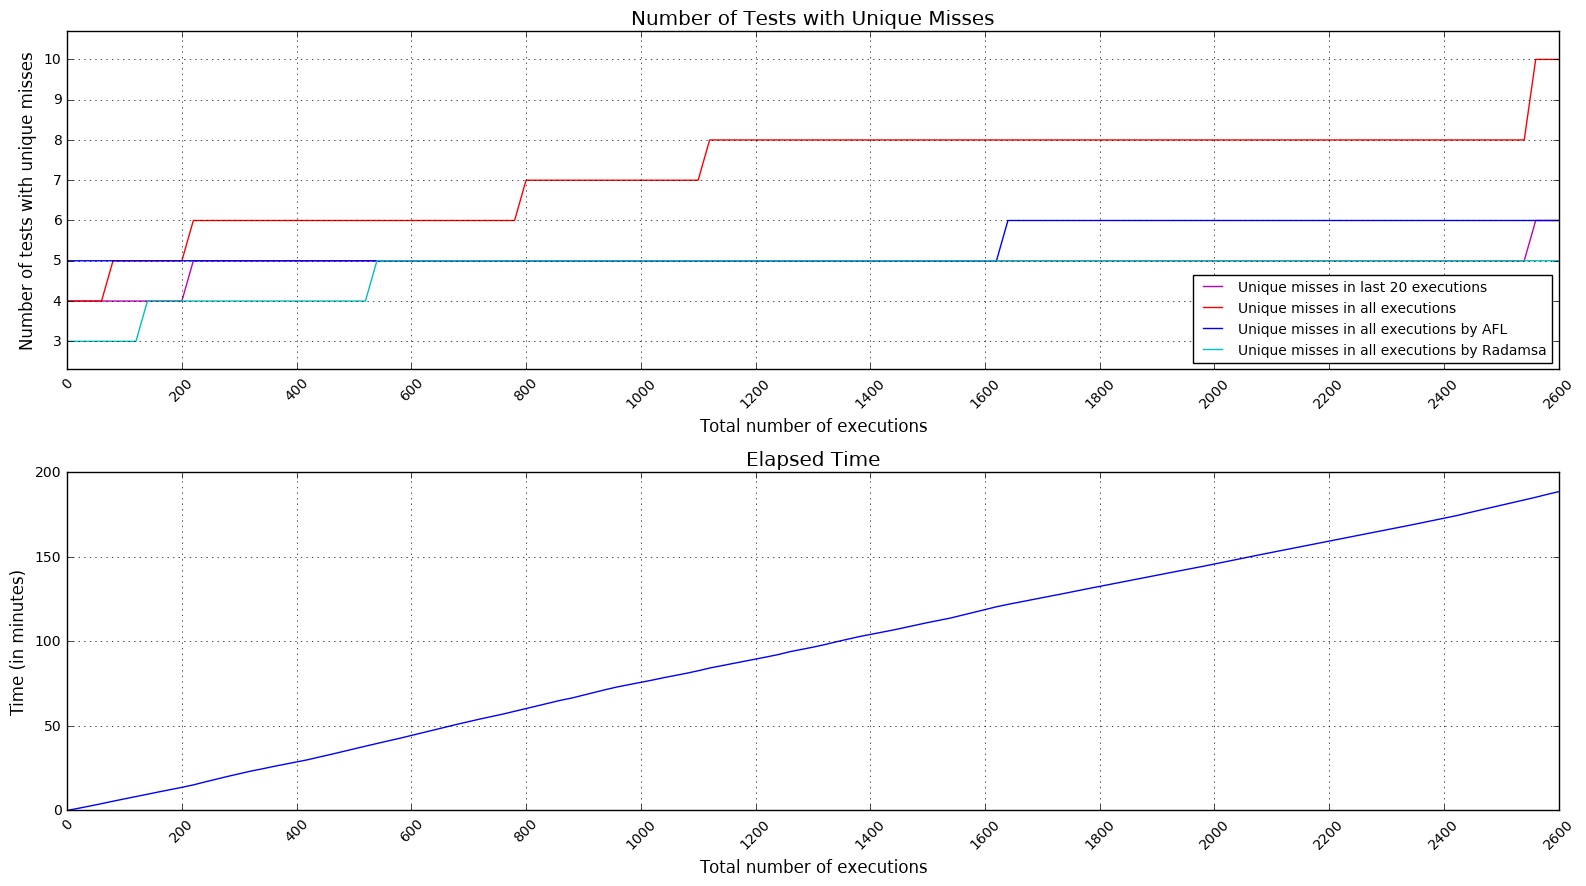 Number of Tests with Unique Misses
Number of tests with unique misses
10
9
8
7
6
5
4
3
Unique misses in last 20 executions
Unique misses in all executions
Unique misses in all executions by AFL
Unique misses in all executions by Radamsa
0 200 400 600 800 1000 1200 1400 1600 1800 2000 2200 2400 2600
Total number of executions
Elapsed Time
Time (in minutes)
200
150
100
50
0
0 200 400 600 800 1000 1200 1400 1600 1800 2000 2200 2400 2600
Total number of executions